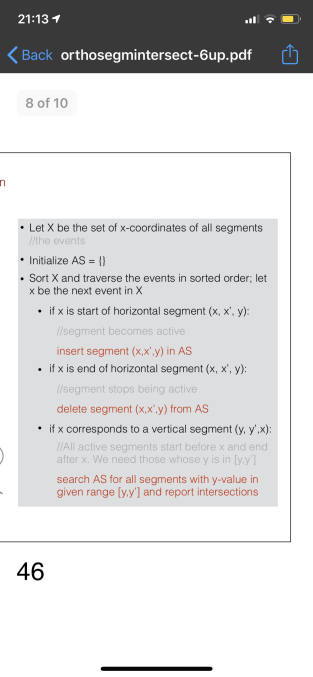 21:13
Back orthosegmintersect-6up.pdf
8 of 10
n
• Let X be the set of x-coordinates of all segments
//the events
• Initialize AS = {}
• Sort X and traverse the events in sorted order; let
x be the next event in X
• if x is start of horizontal segment (x, x', y):
//segment becomes active
insert segment (x,x',y) in AS
• if x is end of horizontal segment (x, x', y):
//segment stops being active
delete segment (x,x',y) from AS
• if x corresponds to a vertical segment (y, y',x):
//All active segments start before x and end
after x. We need those whose y is in [y,y']
search AS for all segments with y-value in
given range [y,y'] and report intersections
46